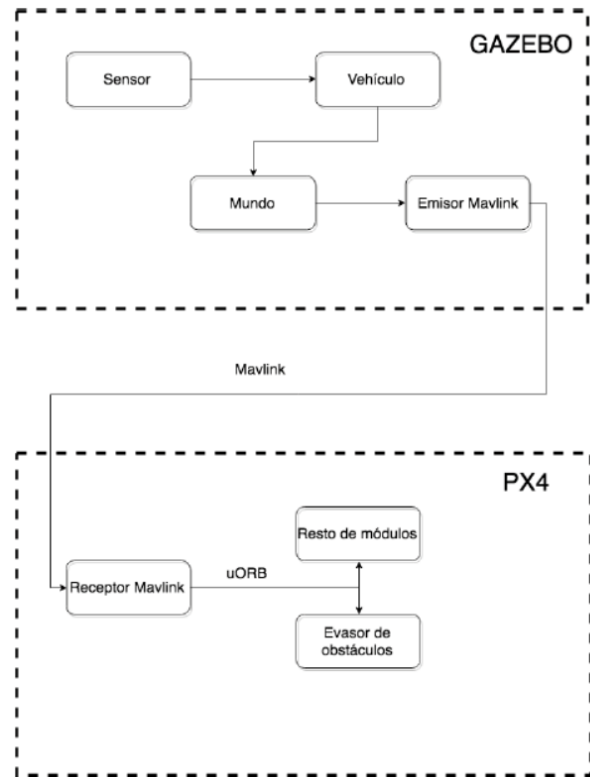 GAZEBO
Sensor
Vehículo
Mundo
Emisor Mavlink
Mavlink
PX4
Resto de módulos
uORB
Receptor Mavlink
Evasor de
obstáculos